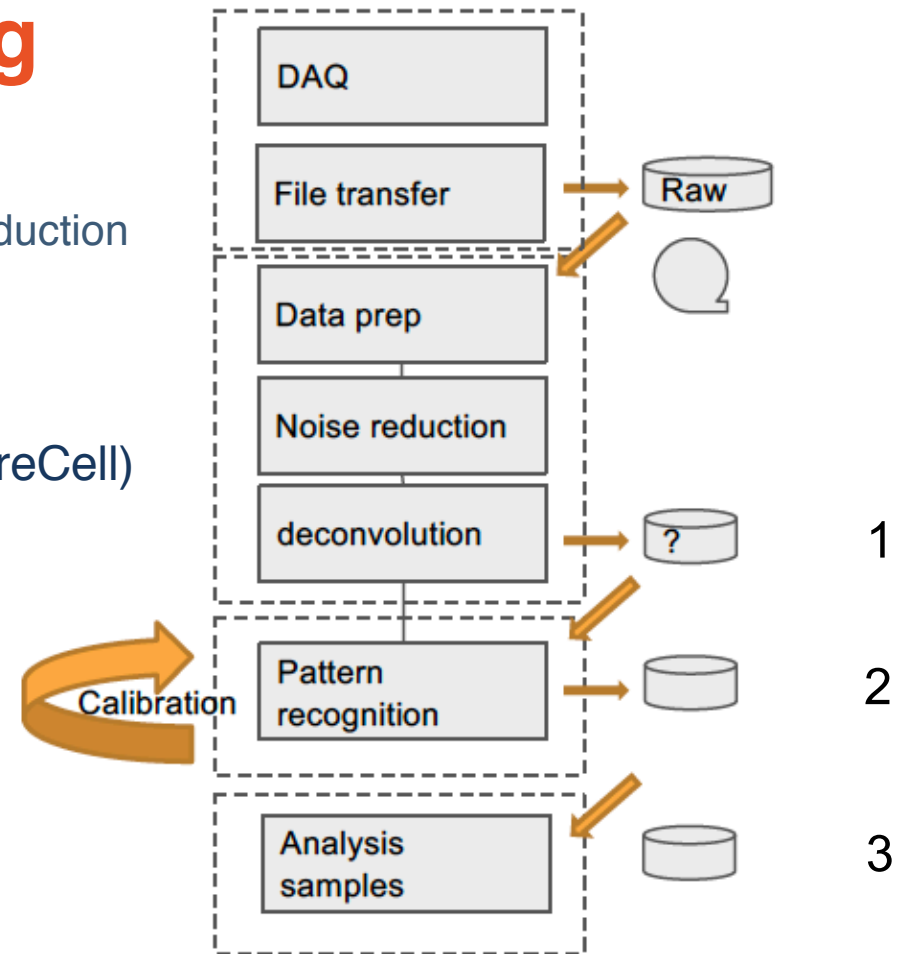 g
DAQ
File transfer
Raw
duction
Data prep
Noise reduction
reCell)
deconvolution
?
1
Pattern
recognition
2
Calibration
Analysis
samples
3